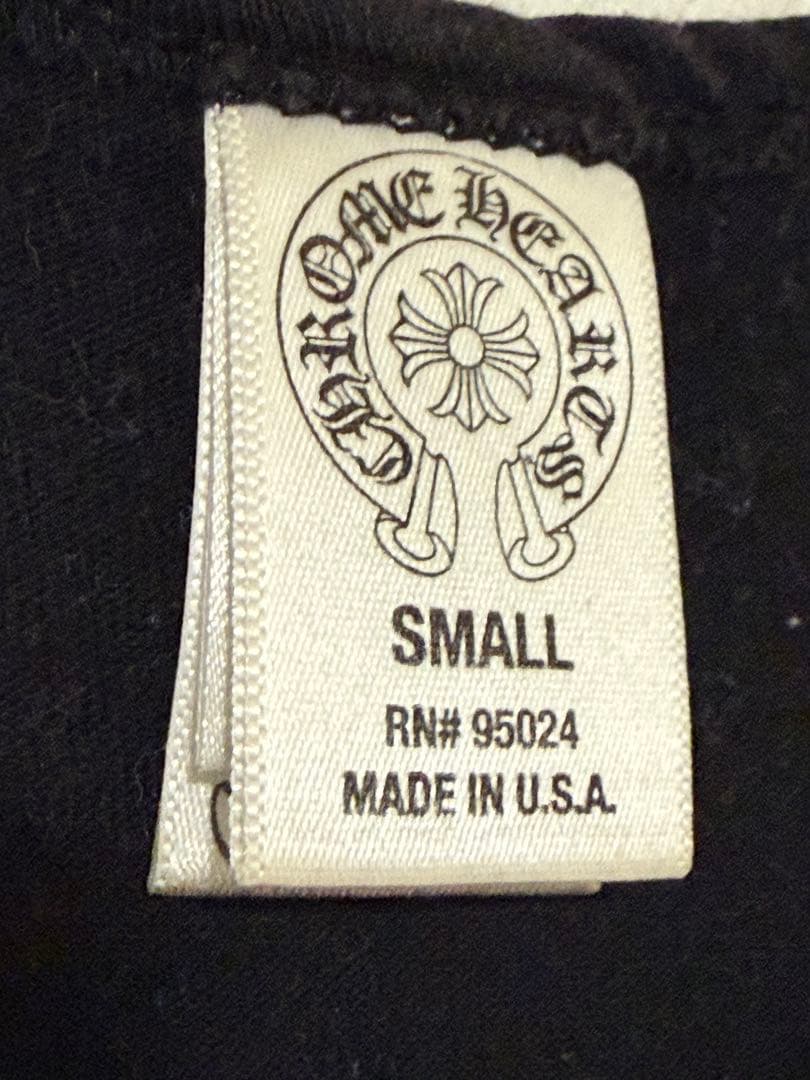 CHROME HEARTS
SMALL
RN# 95024
MADE IN U.S.A.